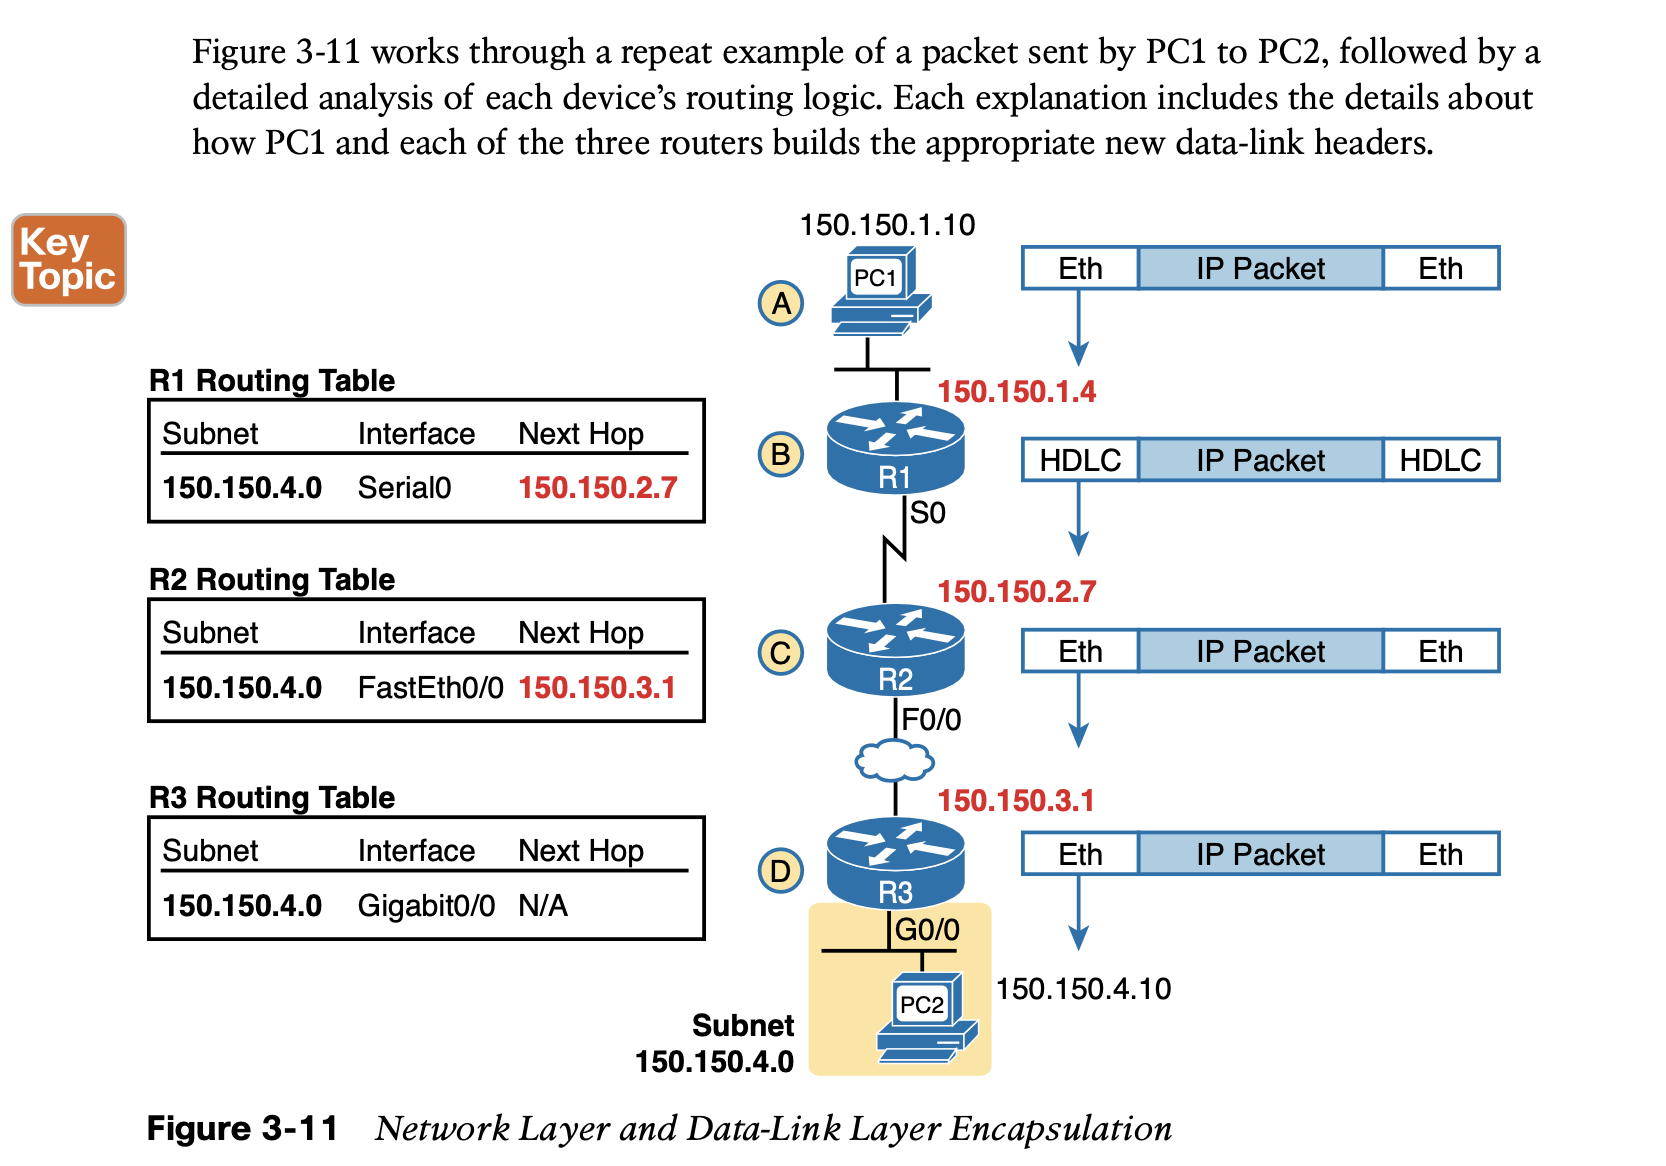 Figure 3-11 works through a repeat example of a packet sent by PC1 to PC2, followed by a
detailed analysis of each device's routing logic. Each explanation includes the details about
how PC1 and each of the three routers builds the appropriate new data-link headers.
Key
Topic
150.150.1.10
PC1
A
Eth IP Packet Eth
R1 Routing Table
Subnet Interface Next Hop
150.150.4.0 Serial0 150.150.2.7
150.150.1.4
B
R1
HDLC IP Packet HDLC
S0
R2 Routing Table
Subnet Interface Next Hop
150.150.4.0 FastEth0/0 150.150.3.1
150.150.2.7
C
R2
Eth IP Packet Eth
F0/0
R3 Routing Table
Subnet Interface Next Hop
150.150.4.0 Gigabit0/0 N/A
150.150.3.1
D
R3
Eth IP Packet Eth
G0/0
PC2
150.150.4.10
Subnet
150.150.4.0
Figure 3-11 Network Layer and Data-Link Layer Encapsulation